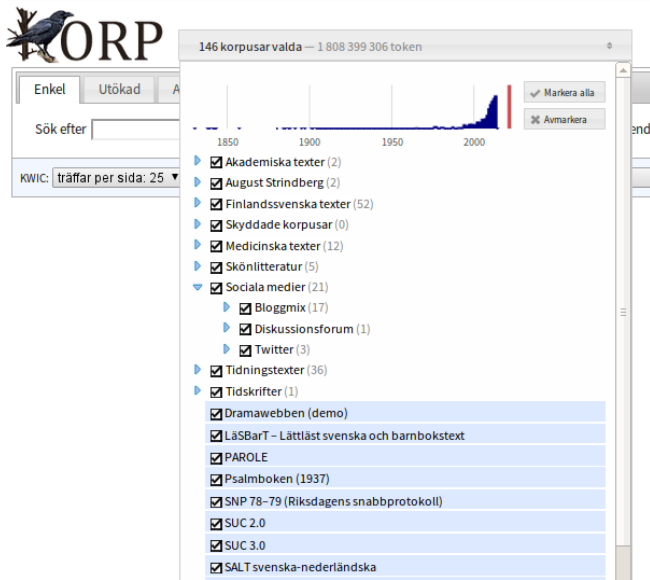 KORP
146 korpusar valda — 1 808 399 306 token
Enkel Utökad A
Markera alla
Sök efter
Avmarkera
end
1850 1900 1950 2000
Akademiska texter (2)
KWIC: träffar per sida: 25
August Strindberg (2)
Finlandssvenska texter (52)
Skyddade korpusar (0)
Medicinska texter (12)
Skönlitteratur (5)
Sociala medier (21)
Bloggmix (17)
Diskussionsforum (1)
Twitter (3)
Tidningstexter (36)
Tidskrifter (1)
Dramawebben (demo)
LäSBarT – Lättläst svenska och barnbokstext
PAROLE
Psalmboken (1937)
SNP 78–79 (Riksdagens snabbprotokoll)
SUC 2.0
SUC 3.0
SALT svenska-nederländska